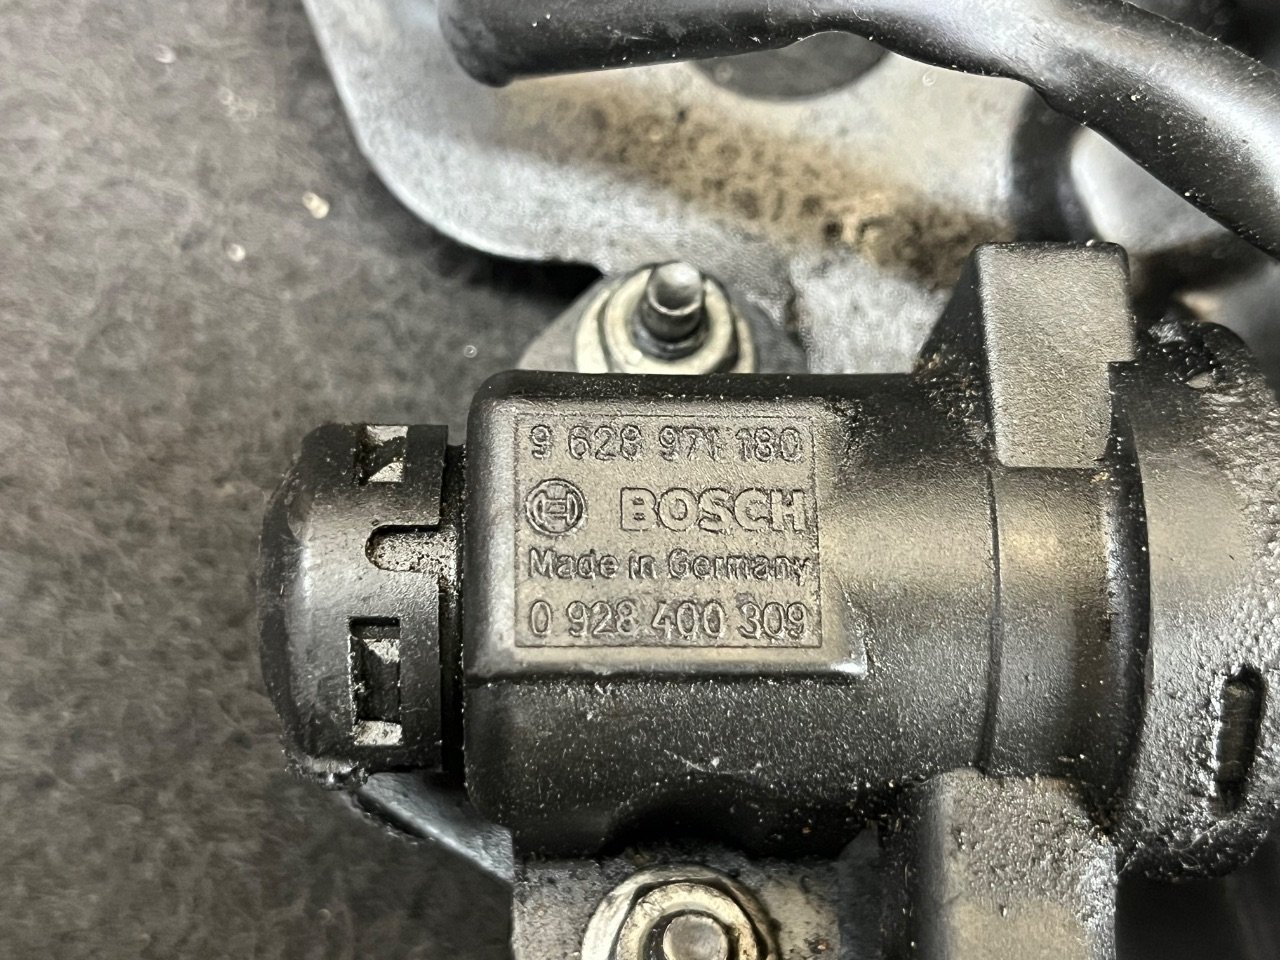 9 628 971 180
BOSCH
Made in Germany
0 928 400 309